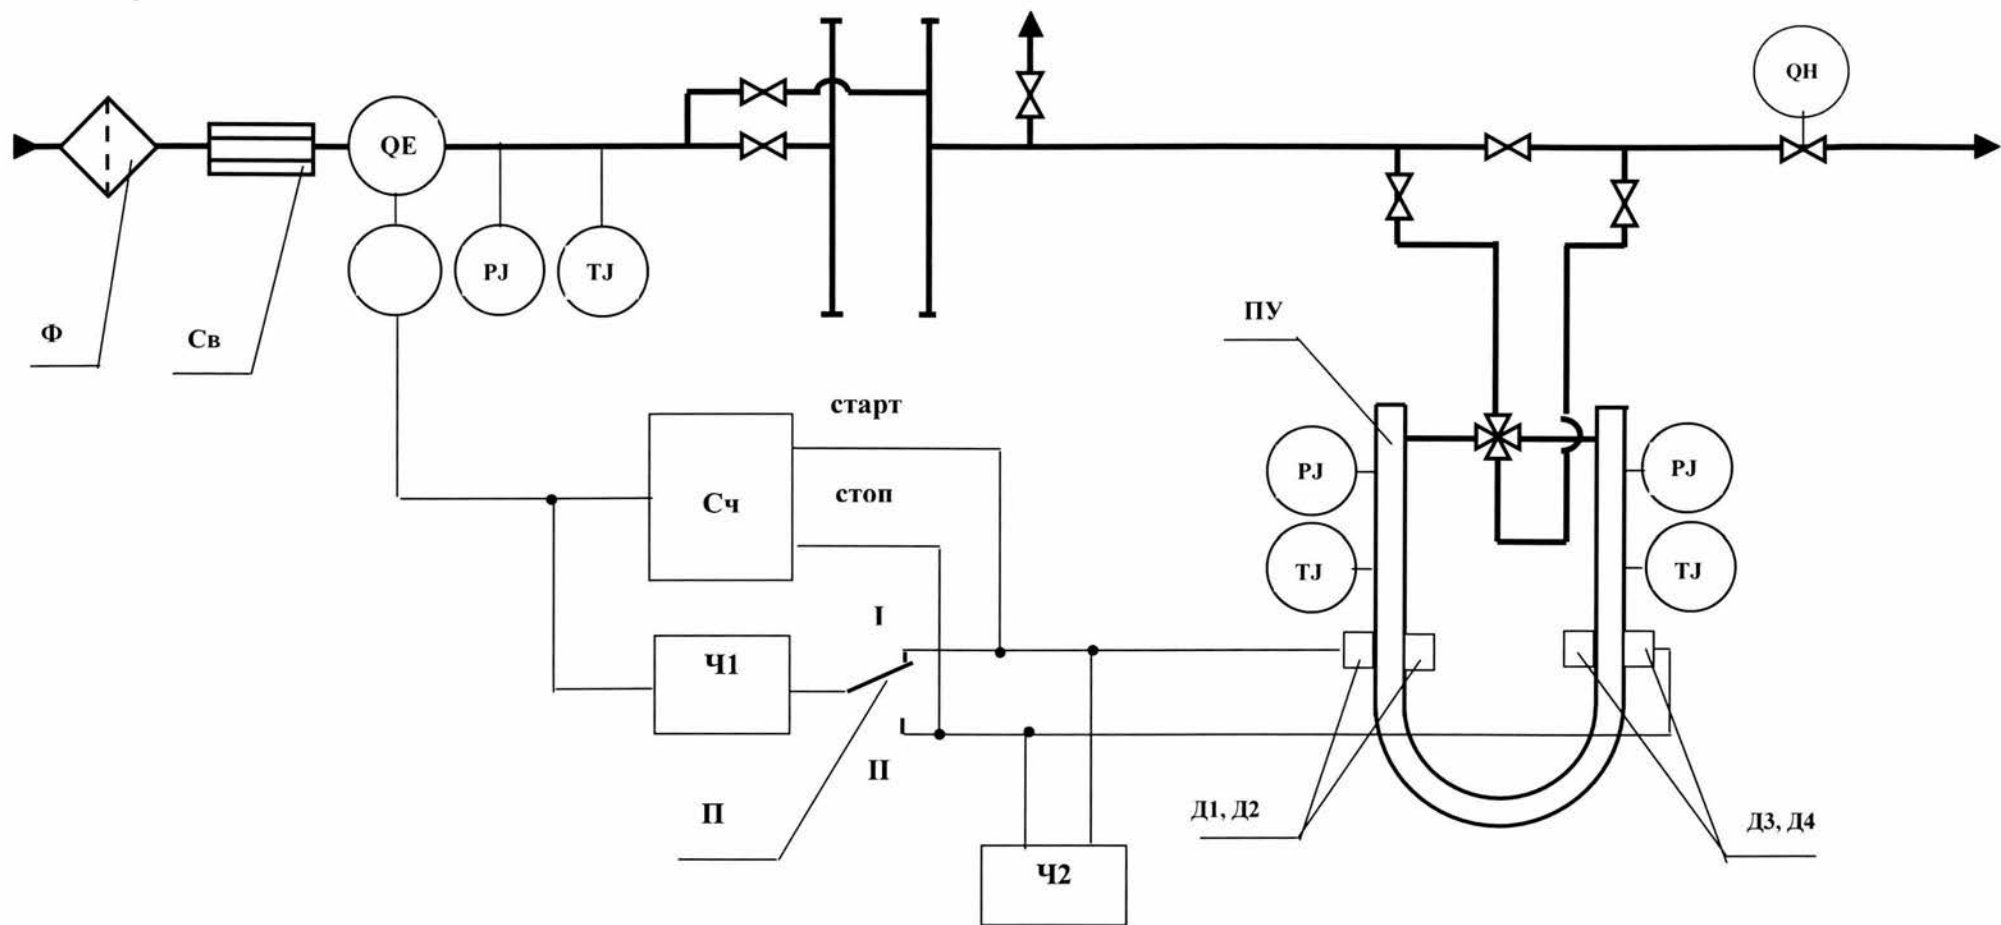 QH
QE
PJ
TJ
Ф
Св
ПУ
старт
PJ
PJ
стоп
Сч
TJ
TJ
I
Ч1
II
П
Д1, Д2
Д3, Д4
Ч2